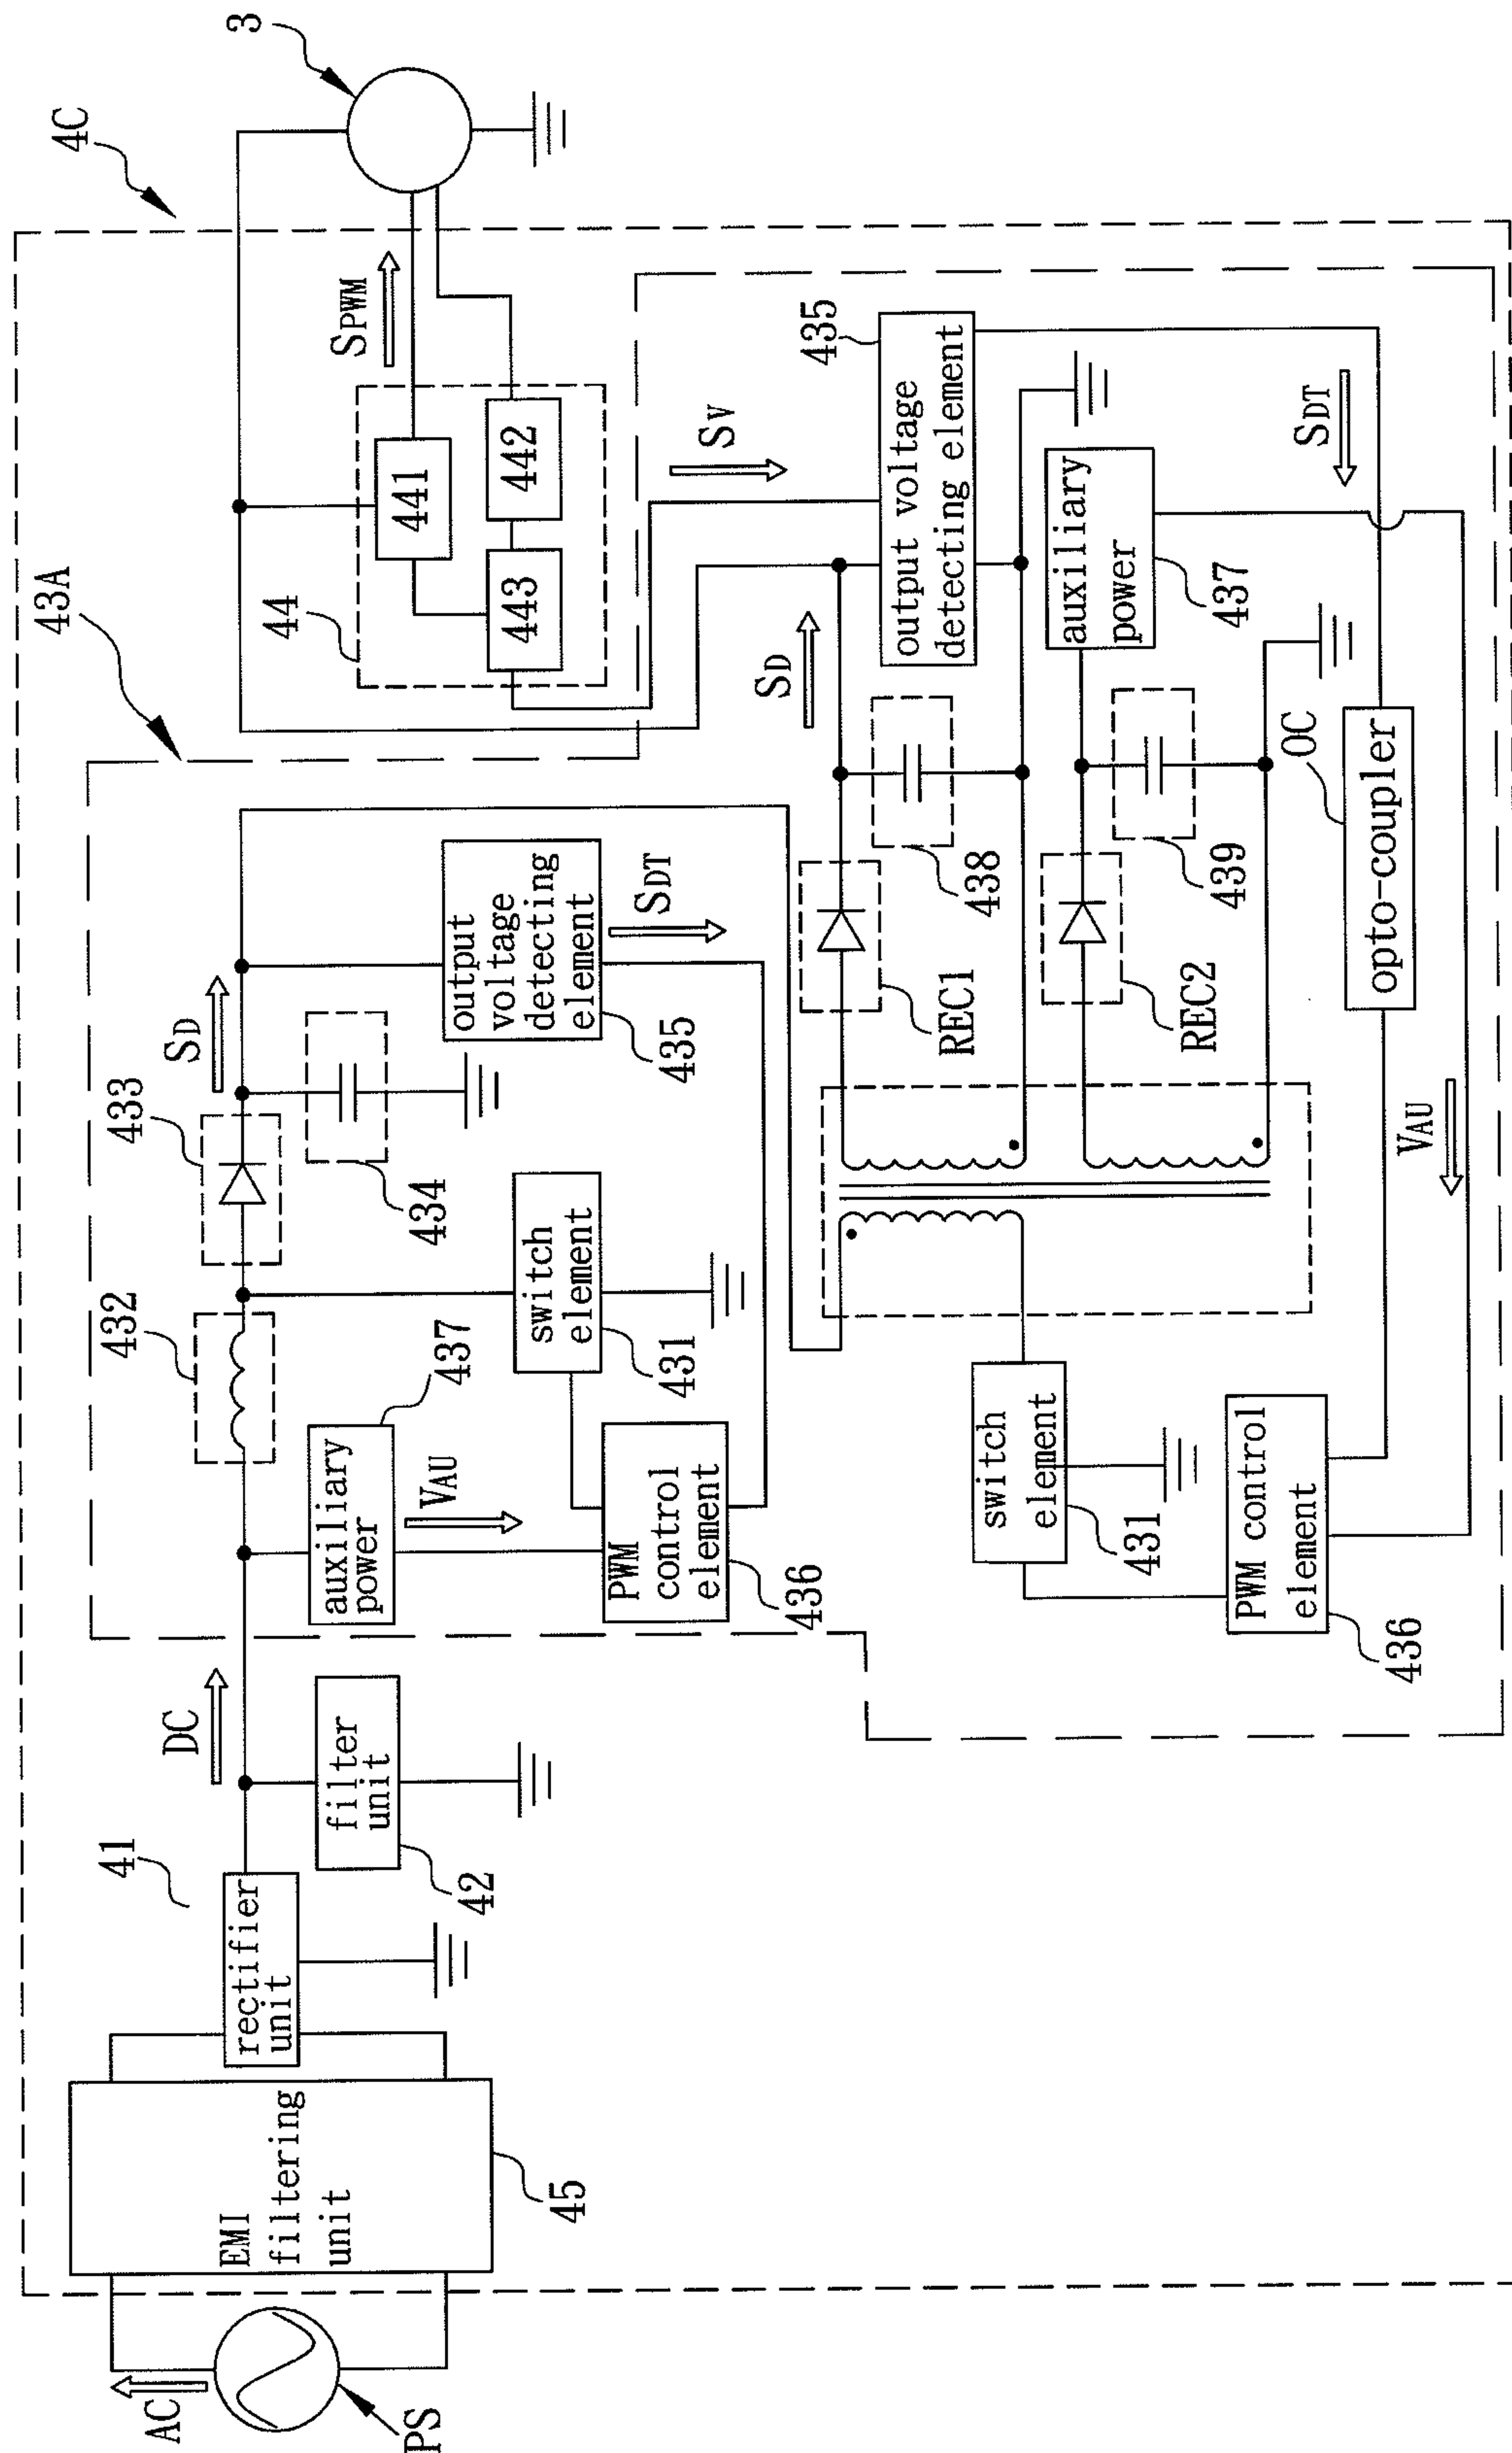 4C
3
43A
SPWM
441
442
443
44
SV
435
output voltage
detecting element
SD
auxiliary
power
437
SDT
438
439
OC
opto-coupler
REC1
REC2
VAU
432
433
SD
434
output
voltage
detecting
element
435
SDT
switch
element
431
auxiliary
power
437
VAU
PWM
control
element
436
switch
element
431
PWM control
element
436
DC
filter
unit
42
41
rectifier
unit
EMI
filtering
unit
45
AC
PS